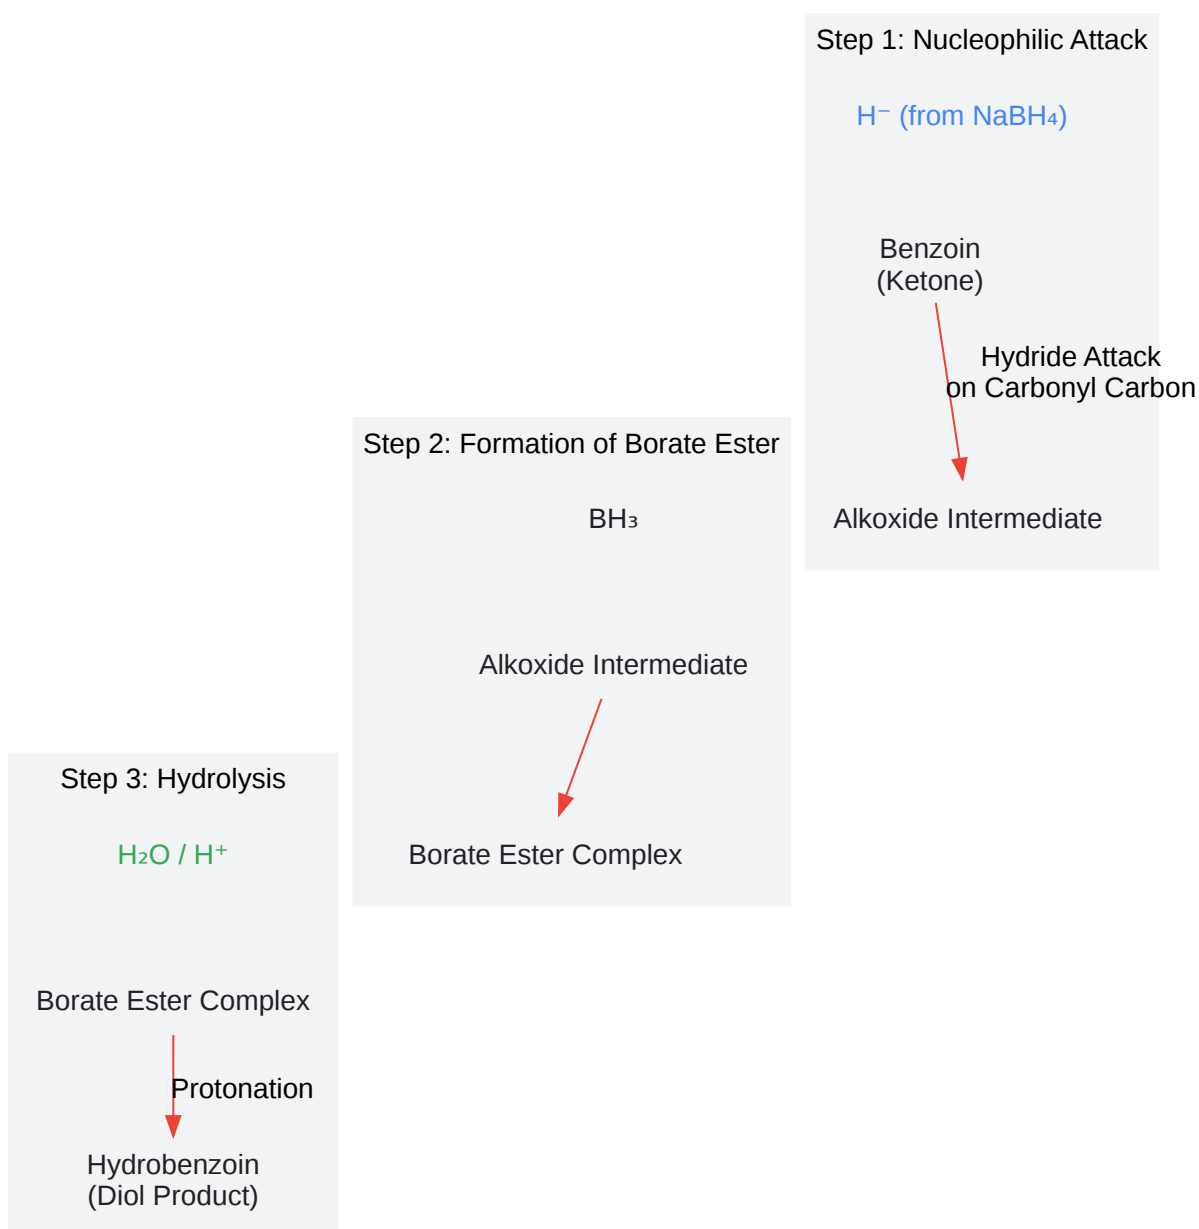 Step 1: Nucleophilic Attack
H⁻ (from NaBH₄)
Benzoin
(Ketone)
Hydride Attack
on Carbonyl Carbon
Alkoxide Intermediate
Step 2: Formation of Borate Ester
BH₃
Alkoxide Intermediate
Borate Ester Complex
Step 3: Hydrolysis
H₂O / H⁺
Borate Ester Complex
Protonation
Hydrobenzoin
(Diol Product)